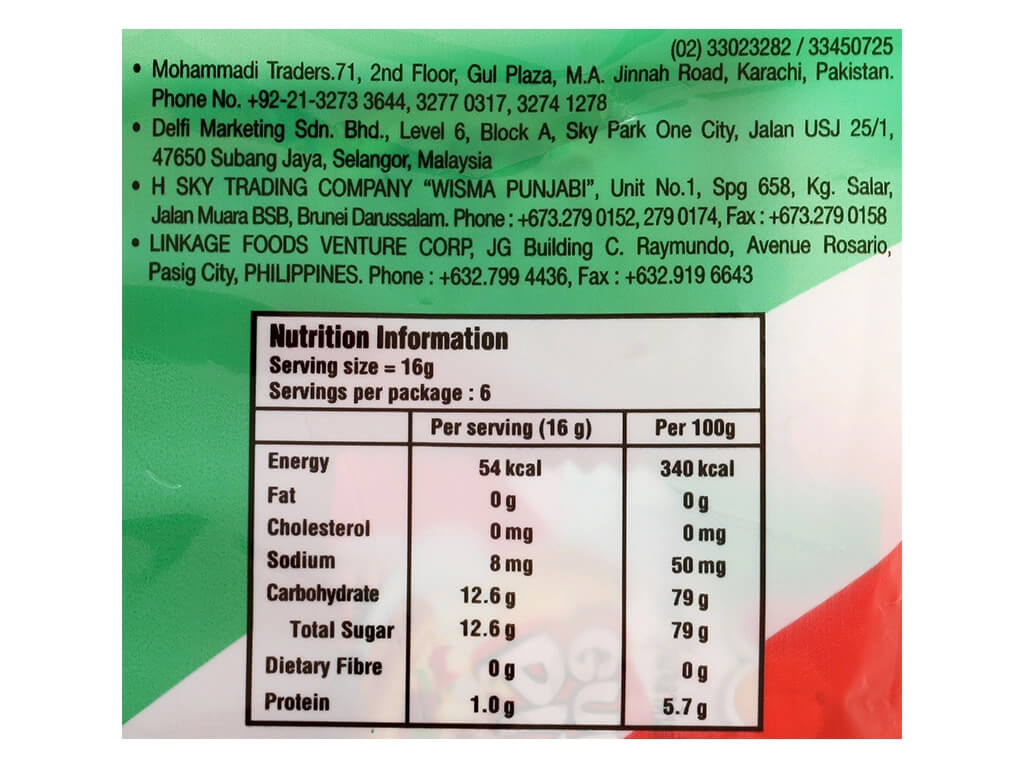 (02) 33023282 / 33450725
• Mohammadi Traders.71, 2nd Floor, Gul Plaza, M.A. Jinnah Road, Karachi, Pakistan.
Phone No. +92-21-3273 3644, 3277 0317, 3274 1278
• Delfi Marketing Sdn. Bhd., Level 6, Block A, Sky Park One City, Jalan USJ 25/1,
47650 Subang Jaya, Selangor, Malaysia
• H SKY TRADING COMPANY “WISMA PUNJABI”, Unit No.1, Spg 658, Kg. Salar,
Jalan Muara BSB, Brunei Darussalam. Phone : +673.279 0152, 279 0174, Fax : +673.279 0158
• LINKAGE FOODS VENTURE CORP, JG Building C. Raymundo, Avenue Rosario,
Pasig City, PHILIPPINES. Phone : +632.799 4436, Fax : +632.919 6643
Nutrition Information
Serving size = 16g
Servings per package : 6
Per serving (16 g) Per 100g
Energy 54 kcal 340 kcal
Fat 0 g 0 g
Cholesterol 0 mg 0 mg
Sodium 8 mg 50 mg
Carbohydrate 12.6 g 79 g
Total Sugar 12.6 g 79 g
Dietary Fibre 0 g 0 g
Protein 1.0 g 5.7 g